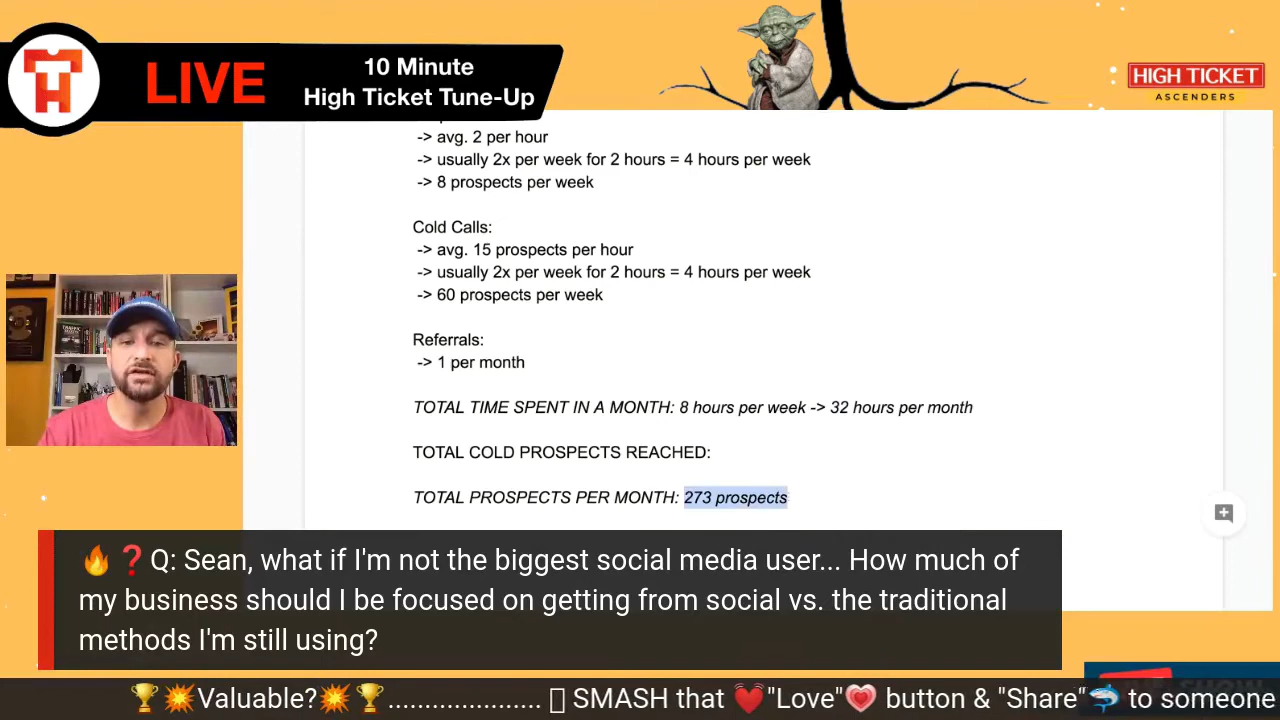 LIVE
10 Minute
High Ticket Tune-Up
HIGH TICKET
ASCENDERS
-> avg. 2 per hour
-> usually 2x per week for 2 hours = 4 hours per week
-> 8 prospects per week
Cold Calls:
-> avg. 15 prospects per hour
-> usually 2x per week for 2 hours = 4 hours per week
-> 60 prospects per week
Referrals:
-> 1 per month
TOTAL TIME SPENT IN A MONTH: 8 hours per week -> 32 hours per month
TOTAL COLD PROSPECTS REACHED:
TOTAL PROSPECTS PER MONTH: 273 prospects
🔥❓Q: Sean, what if I'm not the biggest social media user... How much of
my business should I be focused on getting from social vs. the traditional
methods I'm still using?
🏆💥Valuable?💥🏆..................... SMASH that ❤️"Love"💗 button & "Share"🦈 to someone